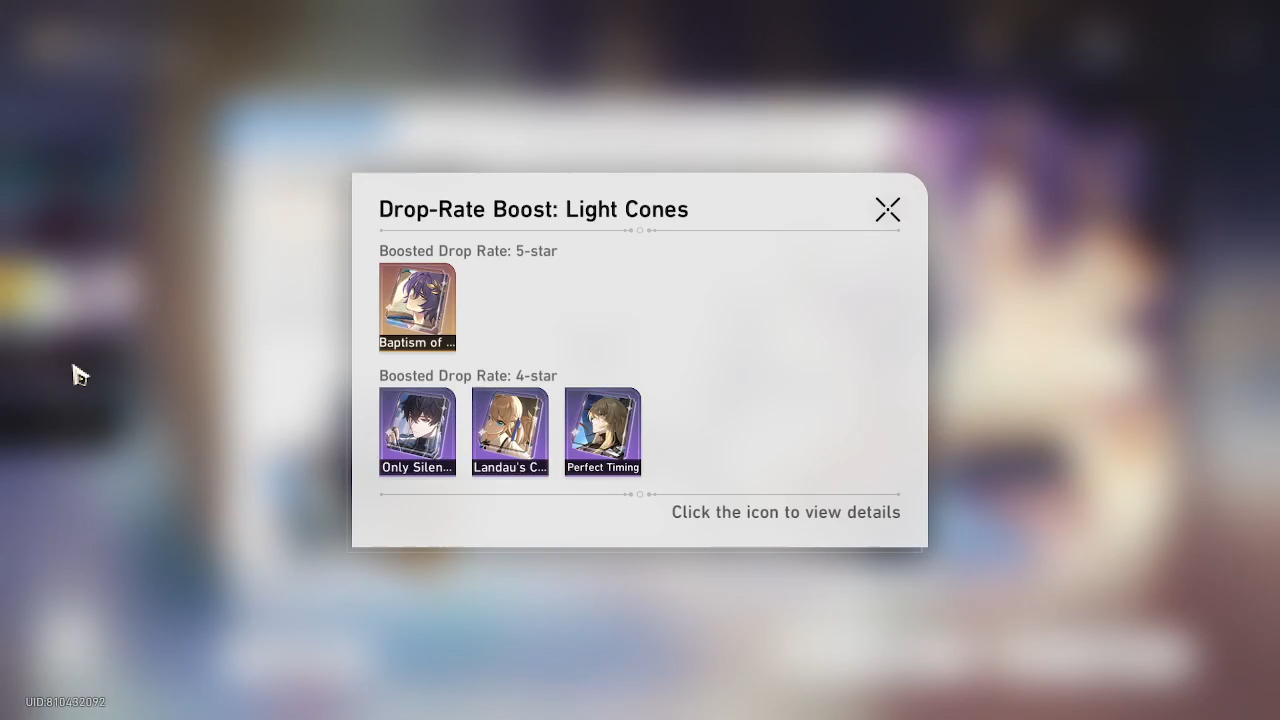 Drop-Rate Boost: Light Cones
Boosted Drop Rate: 5-star
Baptism of ...
Boosted Drop Rate: 4-star
Only Silen... Landau's C... Perfect Timing
Click the icon to view details
UID:810432092